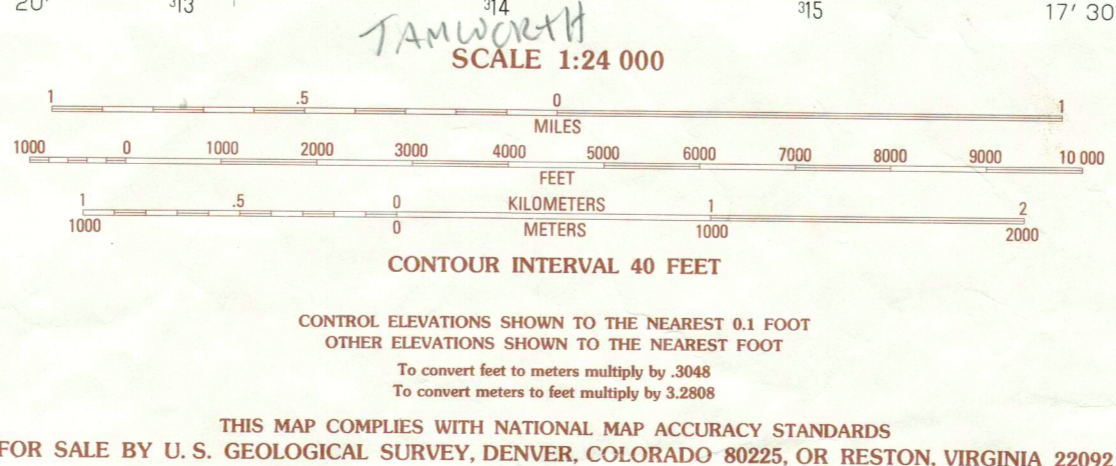 20' ³13 ³14 ³15 17' 30
TAMWORTH
SCALE 1:24 000
1 .5 0 1
MILES
1000 0 1000 2000 3000 4000 5000 6000 7000 8000 9000 10 000
FEET
1 .5 0 KILOMETERS 1 2
1000 0 METERS 1000 2000
CONTOUR INTERVAL 40 FEET
CONTROL ELEVATIONS SHOWN TO THE NEAREST 0.1 FOOT
OTHER ELEVATIONS SHOWN TO THE NEAREST FOOT
To convert feet to meters multiply by .3048
To convert meters to feet multiply by 3.2808
THIS MAP COMPLIES WITH NATIONAL MAP ACCURACY STANDARDS
FOR SALE BY U. S. GEOLOGICAL SURVEY, DENVER, COLORADO 80225, OR RESTON, VIRGINIA 22092